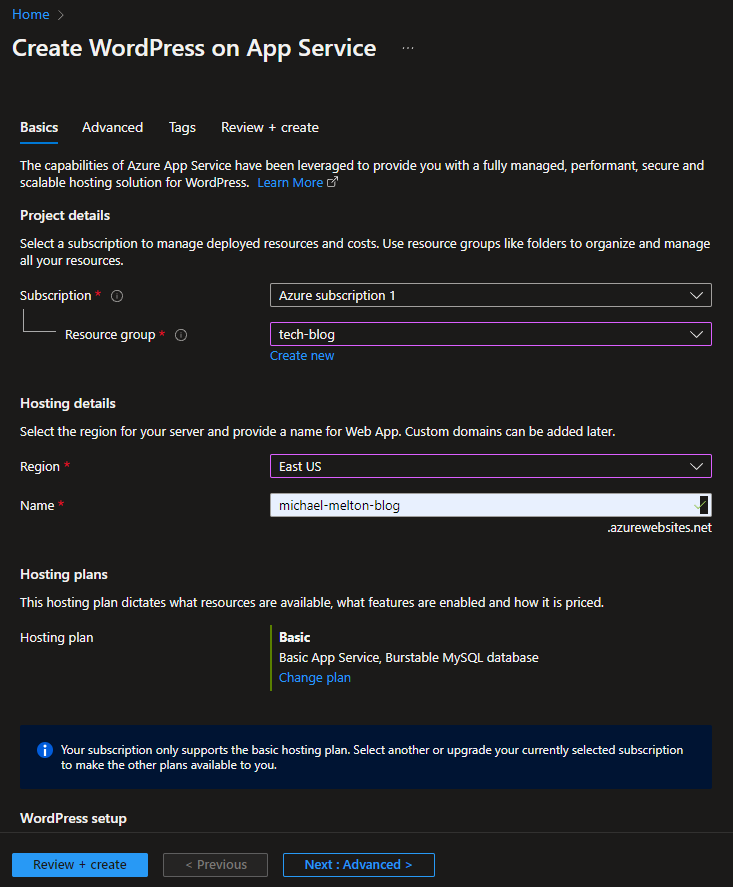 Home >
Create WordPress on App Service ...
Basics Advanced Tags Review + create
The capabilities of Azure App Service have been leveraged to provide you with a fully managed, performant, secure and
scalable hosting solution for WordPress. Learn More
Project details
Select a subscription to manage deployed resources and costs. Use resource groups like folders to organize and manage
all your resources.
Subscription * Azure subscription 1
Resource group * tech-blog
Create new
Hosting details
Select the region for your server and provide a name for Web App. Custom domains can be added later.
Region * East US
Name * michael-melton-blog
.azurewebsites.net
Hosting plans
This hosting plan dictates what resources are available, what features are enabled and how it is priced.
Hosting plan Basic
Basic App Service, Burstable MySQL database
Change plan
Your subscription only supports the basic hosting plan. Select another or upgrade your currently selected subscription
to make the other plans available to you.
WordPress setup
Review + create < Previous Next : Advanced >